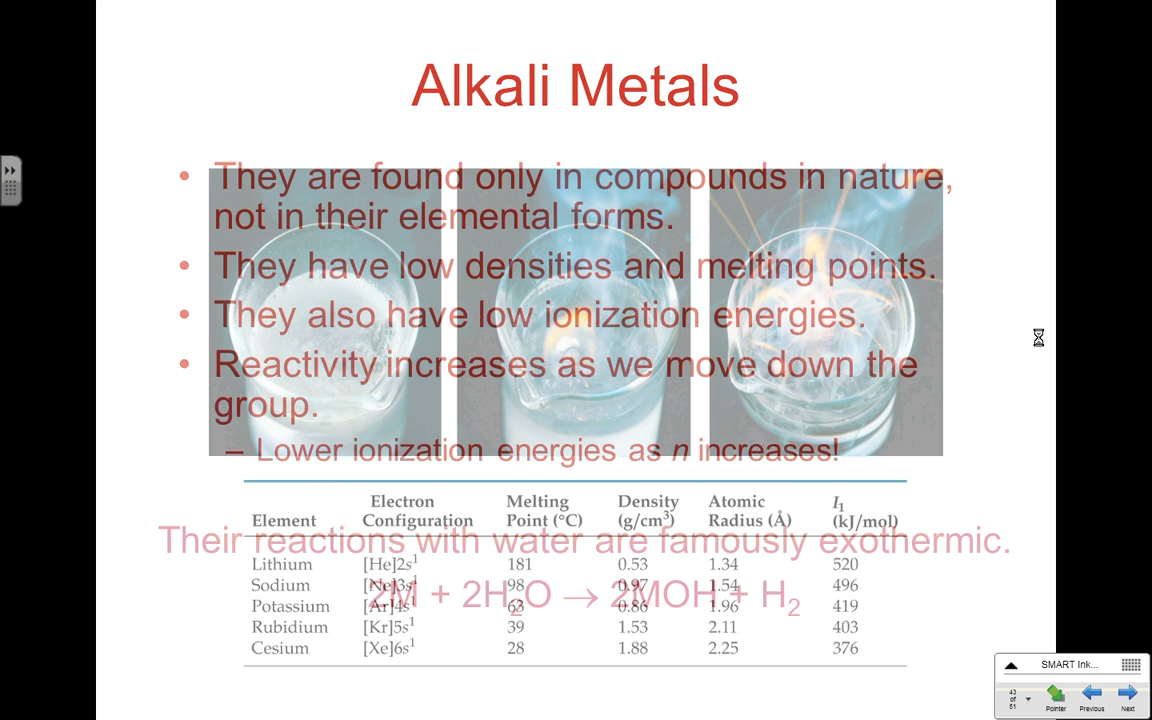 Alkali Metals
• They are found only in compounds in nature,
not in their elemental forms.
• They have low densities and melting points.
• They also have low ionization energies.
• Reactivity increases as we move down the
group.
– Lower ionization energies as n increases!
Element Electron Configuration Melting Point (°C) Density (g/cm³) Atomic Radius (Å) I₁ (kJ/mol)
Their reactions with water are famously exothermic.
Lithium [He]2s¹ 181 0.53 1.34 520
Sodium [Ne]3s¹ 98 0.97 1.54 496
2M + 2H₂O → 2MOH + H₂
Potassium [Ar]4s¹ 63 0.86 1.96 419
Rubidium [Kr]5s¹ 39 1.53 2.11 403
Cesium [Xe]6s¹ 28 1.88 2.25 376
SMART Ink...
43 of 51 Pointer Previous Next